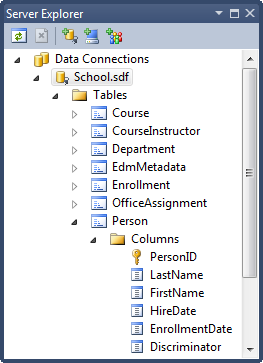 Server Explorer
Data Connections
School.sdf
Tables
Course
CourseInstructor
Department
EdmMetadata
Enrollment
OfficeAssignment
Person
Columns
PersonID
LastName
FirstName
HireDate
EnrollmentDate
Discriminator